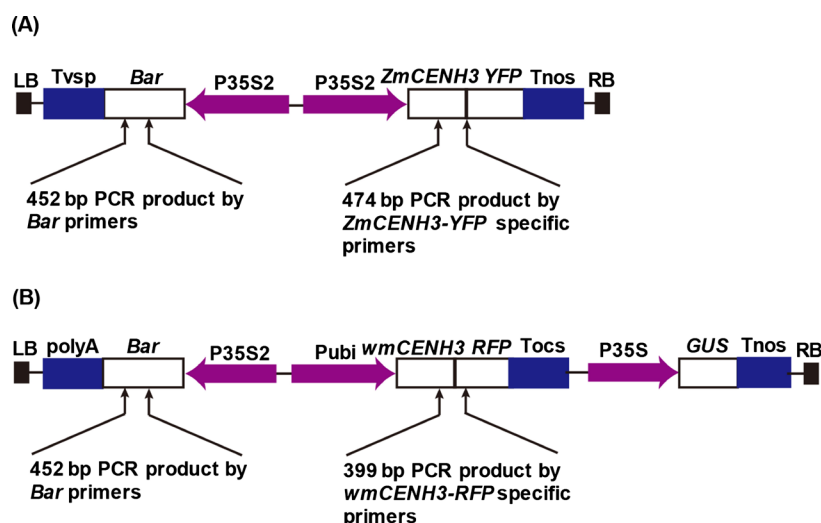 (A)
LB Tvsp Bar P35S2 P35S2 ZmCENH3 YFP Tnos RB
452 bp PCR product by
Bar primers
474 bp PCR product by
ZmCENH3-YFP specific
primers
(B)
LB polyA Bar P35S2 Pubi wmCENH3 RFP Tocs P35S GUS Tnos RB
452 bp PCR product by
Bar primers
399 bp PCR product by
wmCENH3-RFP specific
primers